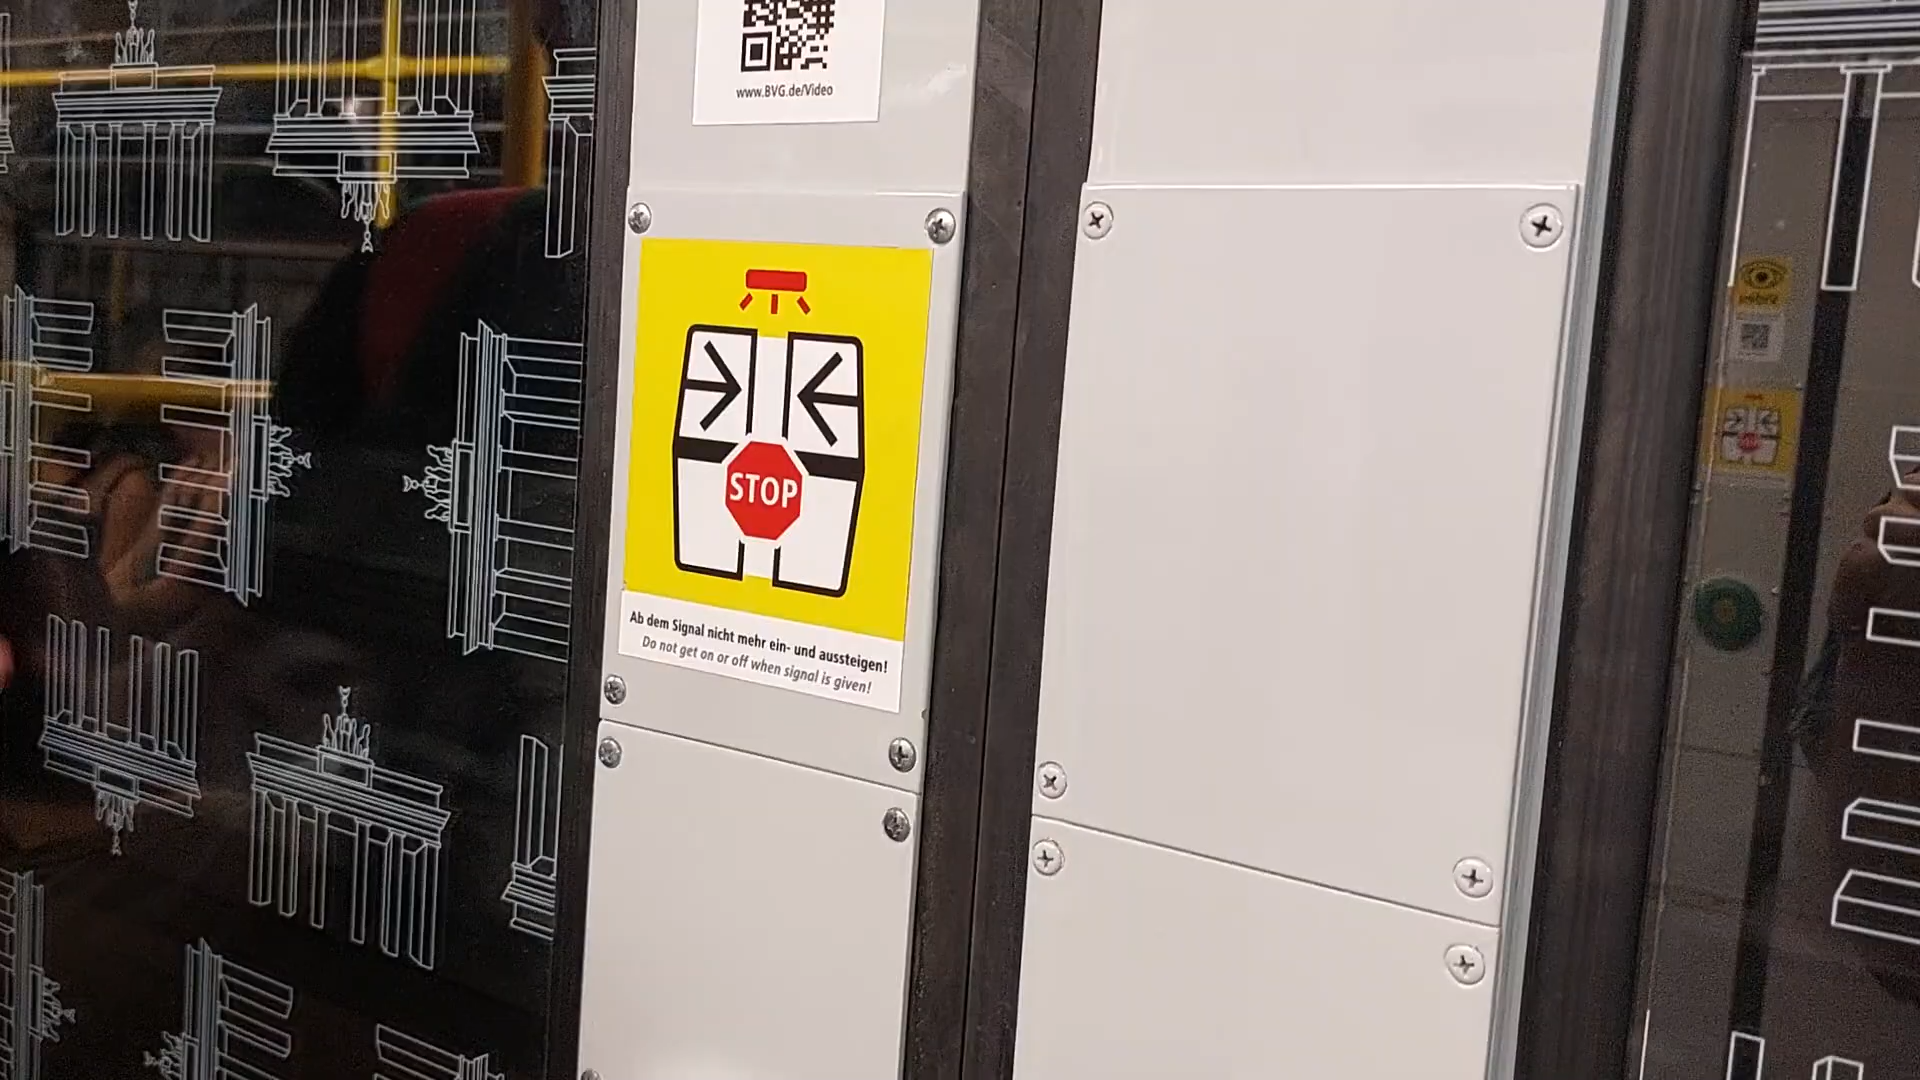 www.BVG.de/Video
STOP
Ab dem Signal nicht mehr ein- und aussteigen!
Do not get on or off when signal is given!